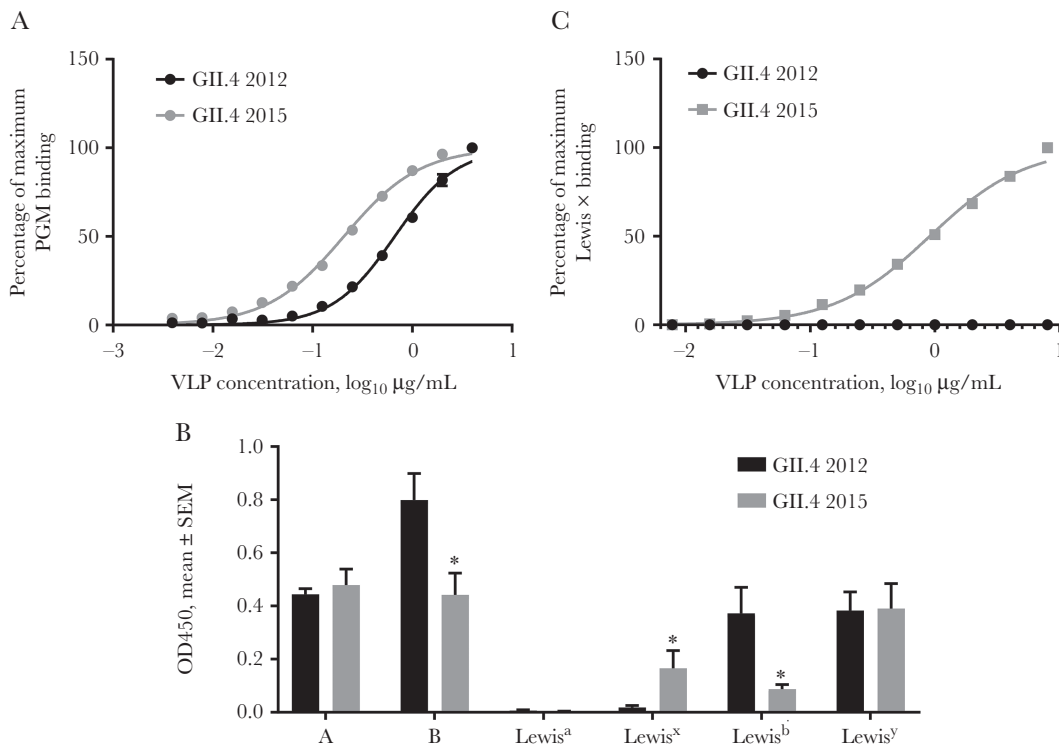 A
150
100
50
0
Percentage of maximum
PGM binding
GII.4 2012
GII.4 2015
−3
−2
−1
0
1
VLP concentration, log10 µg/mL
C
150
100
50
0
Percentage of maximum
Lewis × binding
GII.4 2012
GII.4 2015
−2
−1
0
1
VLP concentration, log10 µg/mL
B
1.0
0.8
0.6
0.4
0.2
0.0
OD450, mean ± SEM
GII.4 2012
GII.4 2015
*
*
*
A
B
Lewisa
Lewisx
Lewisb
Lewisy